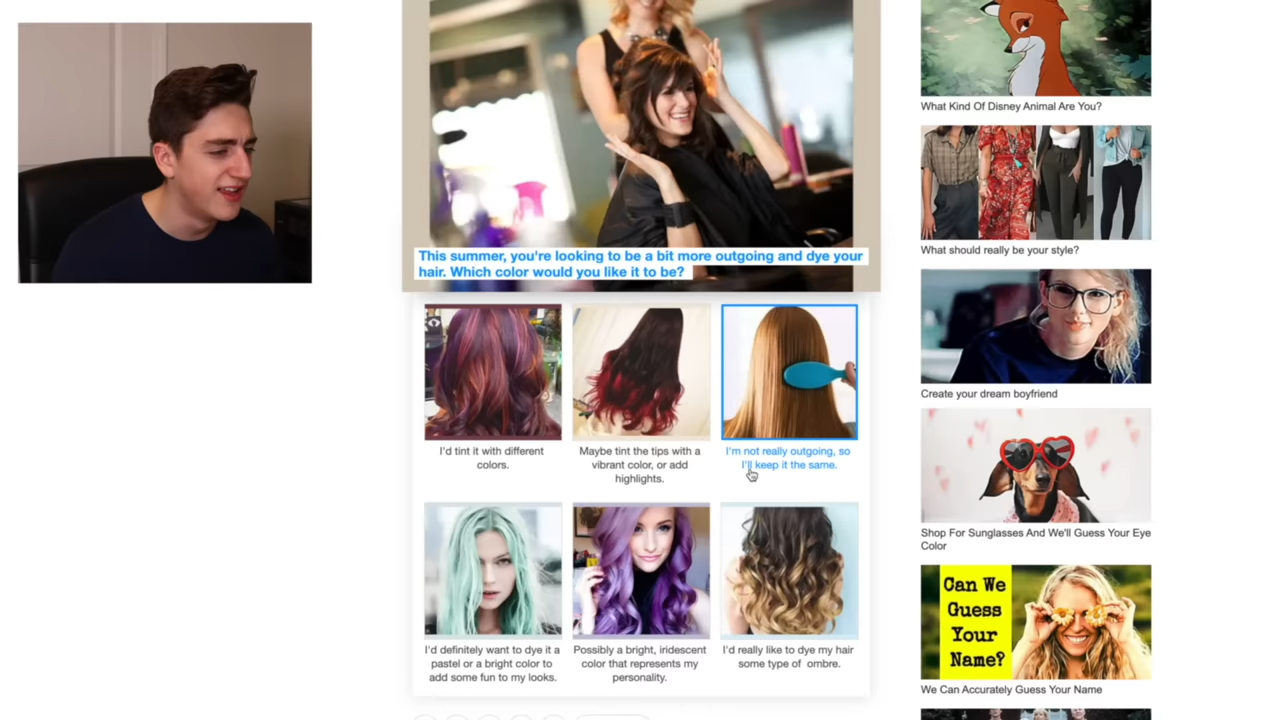 This summer, you're looking to be a bit more outgoing and dye your
hair. Which color would you like it to be?
I'd tint it with different
colors.
Maybe tint the tips with a
vibrant color, or add
highlights.
I'm not really outgoing, so
I'll keep it the same.
I'd definitely want to dye it a
pastel or a bright color to
add some fun to my looks.
Possibly a bright, iridescent
color that represents my
personality.
I'd really like to dye my hair
some type of ombre.
What Kind Of Disney Animal Are You?
What should really be your style?
Create your dream boyfriend
Shop For Sunglasses And We'll Guess Your Eye
Color
Can We
Guess
Your
Name?
We Can Accurately Guess Your Name